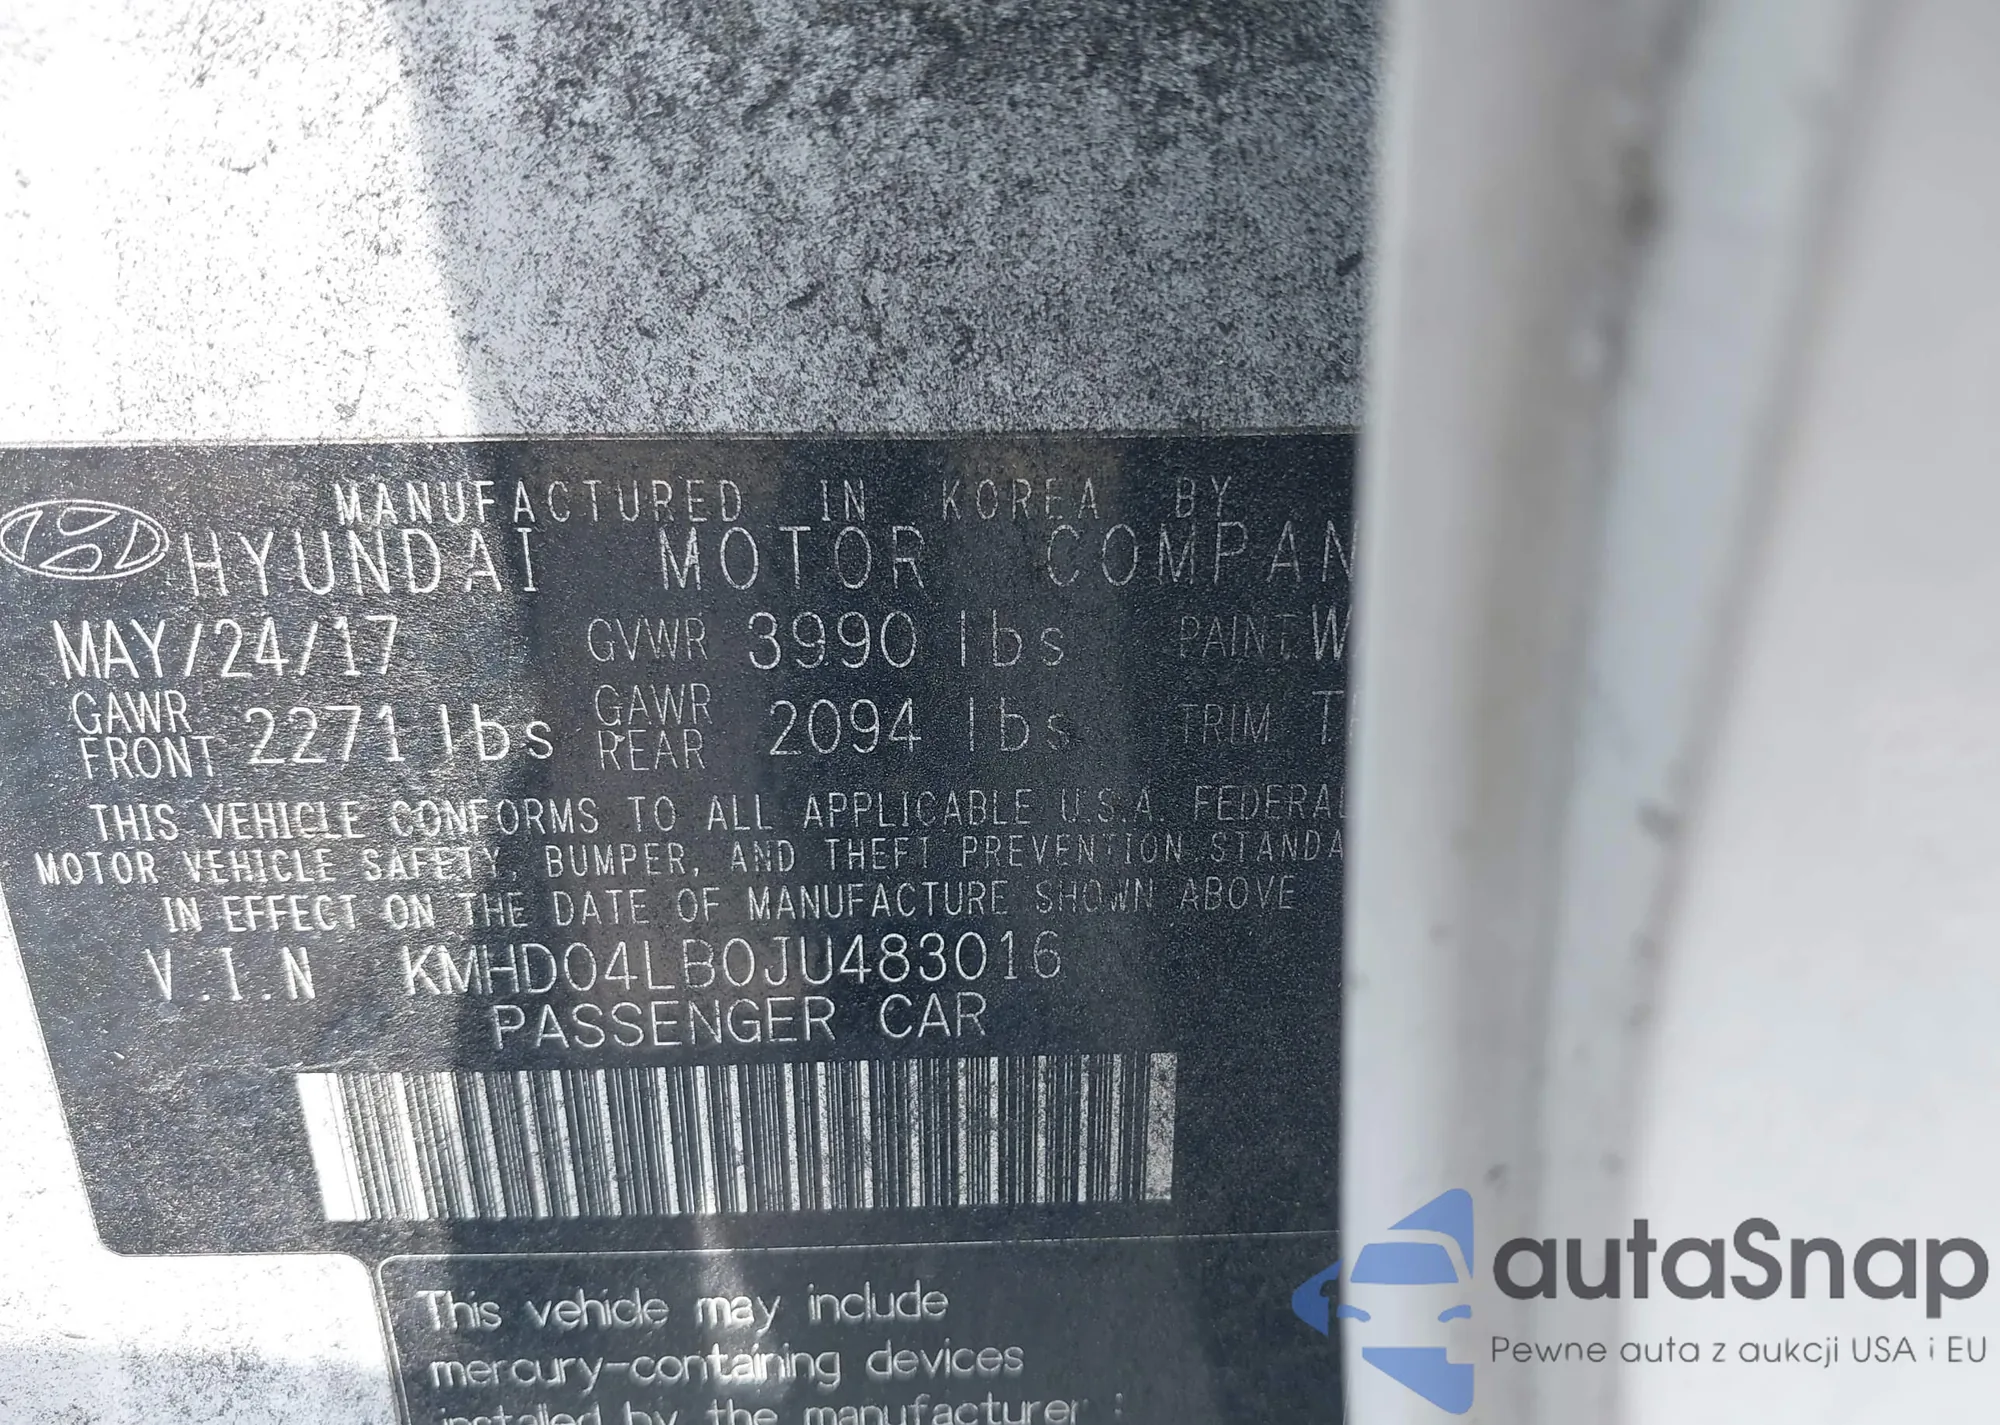 MANUFACTURED IN KOREA BY
HYUNDAI MOTOR COMPAN
MAY/24/17 GVWR 3990 lbs PAINT W
GAWR FRONT 2271 lbs GAWR REAR 2094 lbs TRIM
THIS VEHICLE CONFORMS TO ALL APPLICABLE U.S.A. FEDERAL
MOTOR VEHICLE SAFETY, BUMPER, AND THEFT PREVENTION STANDA
IN EFFECT ON THE DATE OF MANUFACTURE SHOWN ABOVE
V.I.N KMHD04LB0JU483016
PASSENGER CAR
This vehicle may include
mercury-containing devices
installed by the manufacturer :
autaSnap
Pewne auta z aukcji USA i EU